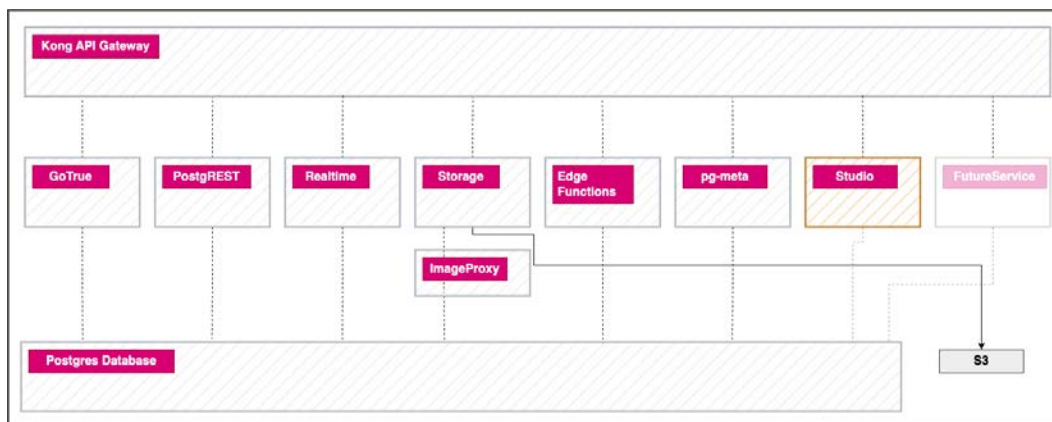 Kong API Gateway
GoTrue
PostgREST
Realtime
Storage
Edge
Functions
pg-meta
Studio
FutureService
ImageProxy
Postgres Database
S3